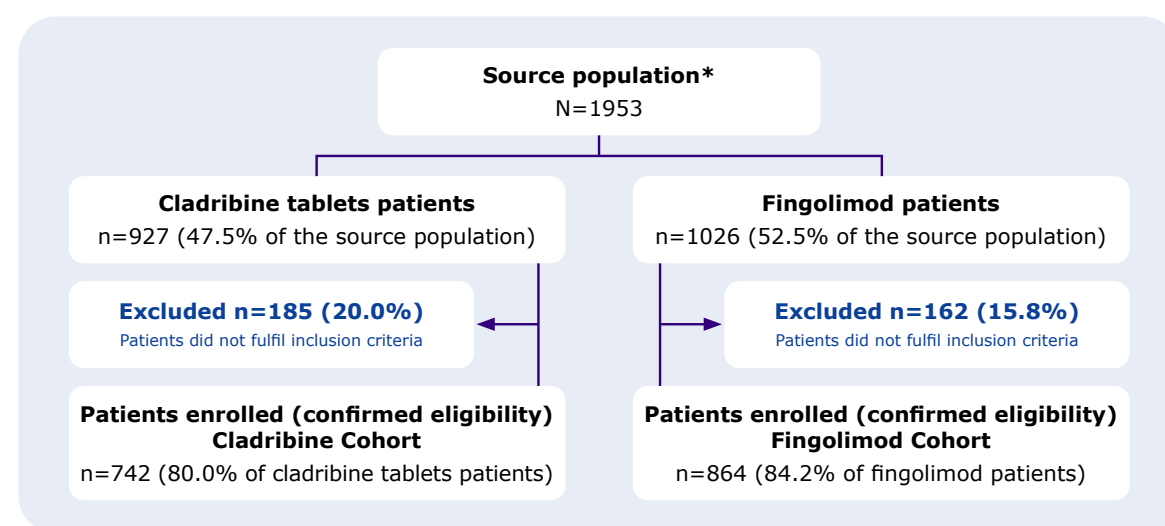 Source population*
N=1953
Cladribine tablets patients
n=927 (47.5% of the source population)
Fingolimod patients
n=1026 (52.5% of the source population)
Excluded n=185 (20.0%)
Patients did not fulfil inclusion criteria
Excluded n=162 (15.8%)
Patients did not fulfil inclusion criteria
Patients enrolled (confirmed eligibility)
Cladribine Cohort
n=742 (80.0% of cladribine tablets patients)
Patients enrolled (confirmed eligibility)
Fingolimod Cohort
n=864 (84.2% of fingolimod patients)